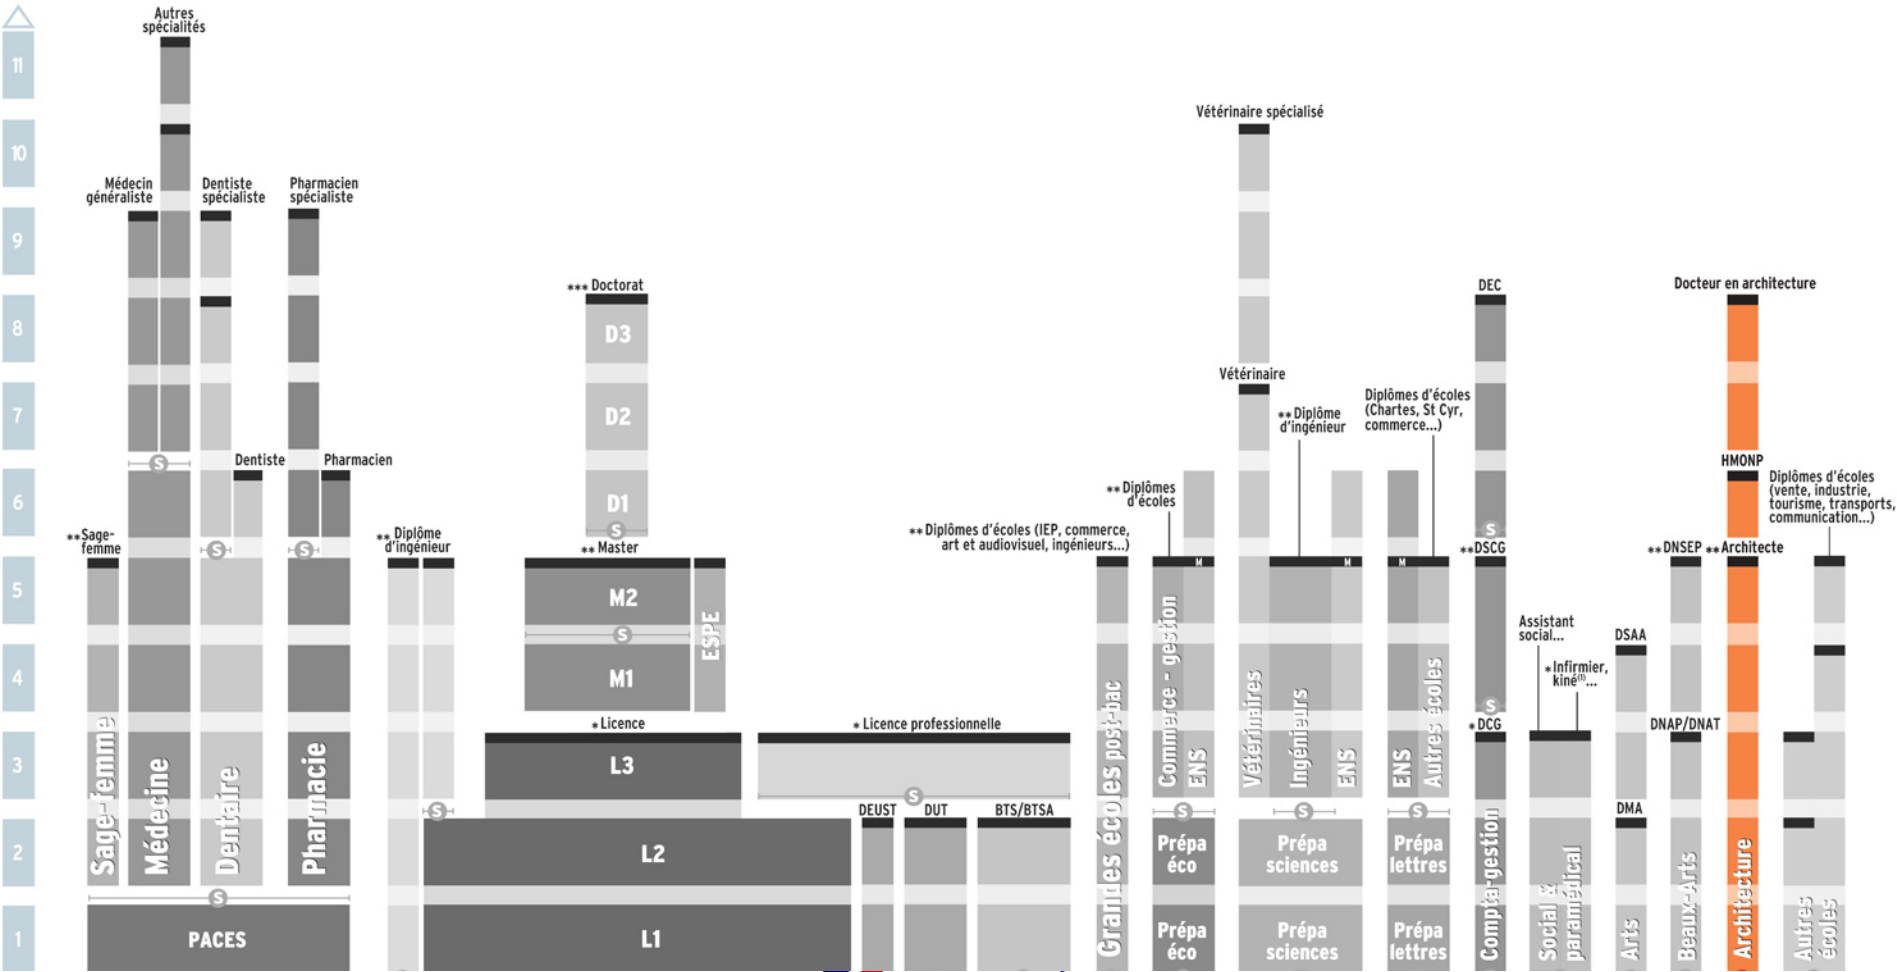 Autres
spécialités
11
Vétérinaire spécialisé
10
Médecin
généraliste
Dentiste
spécialiste
Pharmacien
spécialiste
9
*** Doctorat
DEC
Docteur en architecture
8
D3
Vétérinaire
Diplômes d'écoles
(Chartes, St Cyr,
commerce...)
** Diplôme
d'ingénieur
7
D2
S
Dentiste
Pharmacien
HMONP
Diplômes d'écoles
(vente, industrie,
tourisme, transports,
communication...)
** Diplômes
d'écoles
6
D1
S
S
** Sage-
femme
** Diplôme
d'ingénieur
** Diplômes d'écoles (IEP, commerce,
art et audiovisuel, ingénieurs...)
S
S
** Master
** DSCG
** DNSEP
** Architecte
M
M
M
5
M2
ESPE
Assistant
social...
DSAA
S
* Infirmier,
kiné(1)...
4
M1
S
* Licence
* Licence professionnelle
* DCG
DNAP/DNAT
3
L3
S
Sage-femme
Médecine
Dentaire
Pharmacie
Grandes écoles post-bac
Commerce - gestion
ENS
Vétérinaires
Ingénieurs
ENS
ENS
Autres écoles
S
DEUST
DUT
BTS/BTSA
S
S
S
DMA
2
L2
Prépa
éco
Prépa
sciences
Prépa
lettres
Compta-gestion
Social &
paramédical
Arts
Beaux-Arts
Architecture
Autres
écoles
S
1
PACES
L1
Prépa
éco
Prépa
sciences
Prépa
lettres